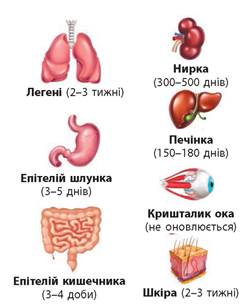 Легені (2–3 тижні)
Епітелій шлунка
(3–5 днів)
Епітелій кишечника
(3–4 доби)
Нирка
(300–500 днів)
Печінка
(150–180 днів)
Кришталик ока
(не оновлюється)
Шкіра (2–3 тижні)